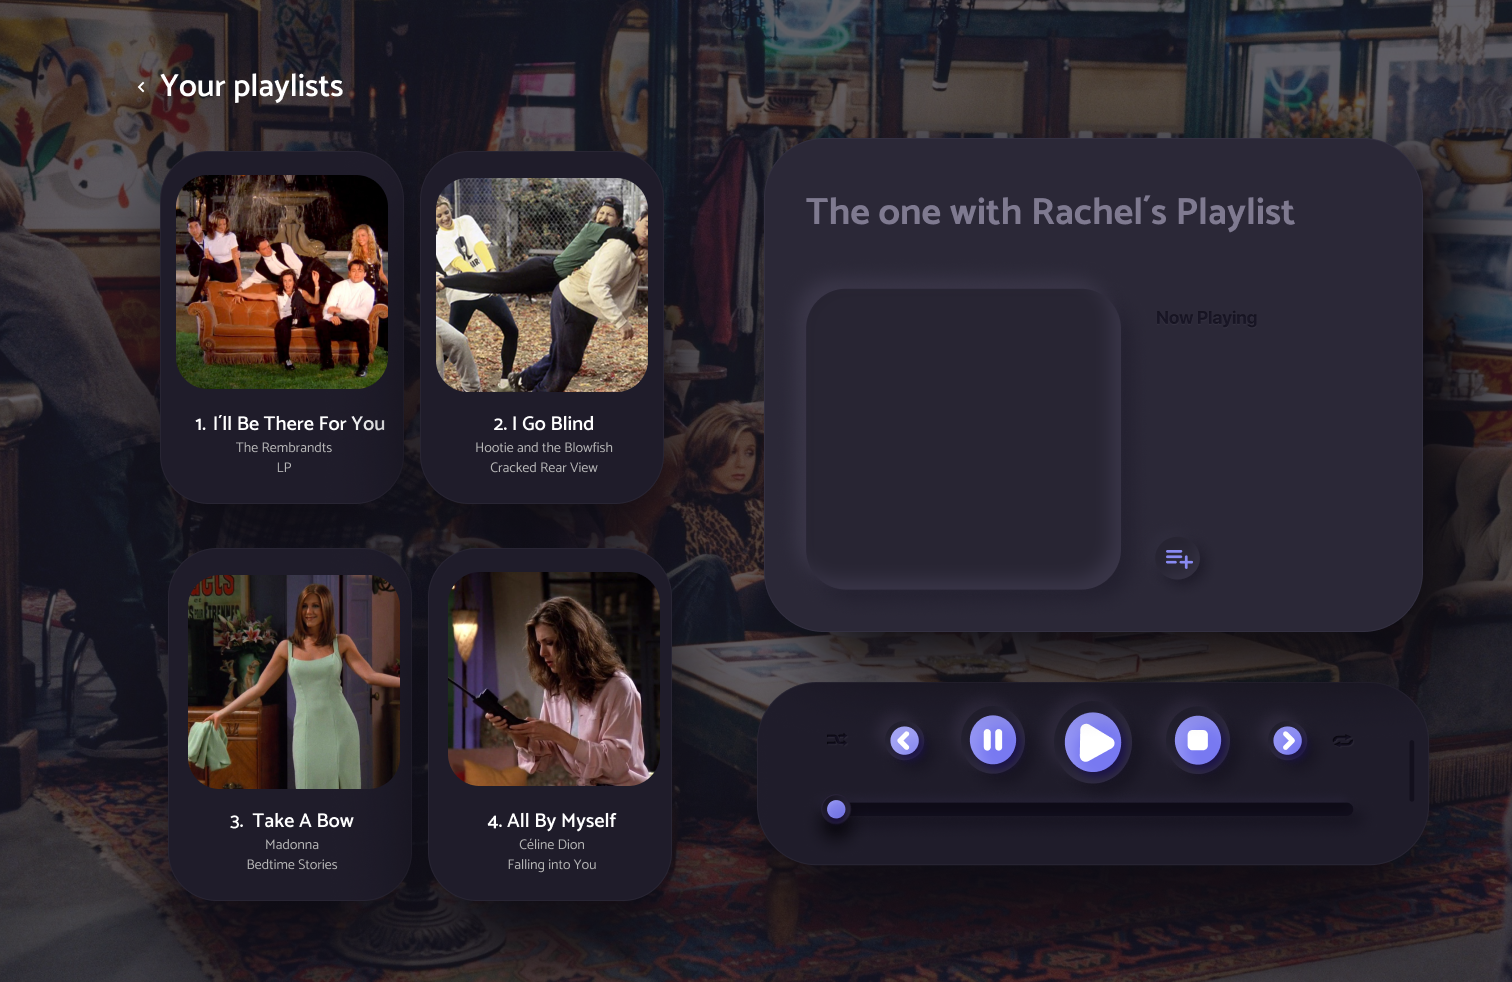 Your playlists
1. I´ll Be There For You
The Rembrandts
LP
2. I Go Blind
Hootie and the Blowfish
Cracked Rear View
3. Take A Bow
Madonna
Bedtime Stories
4. All By Myself
Céline Dion
Falling into You
The one with Rachel´s Playlist
Now Playing